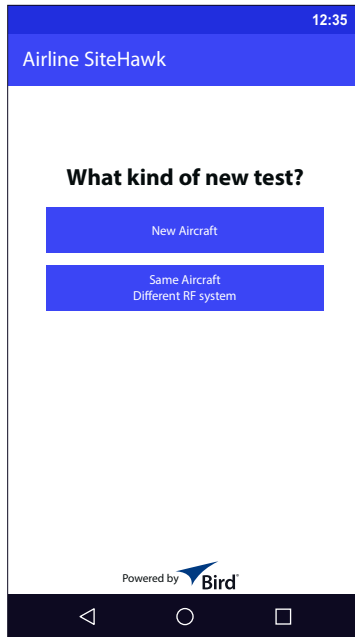 12:35
Airline SiteHawk
What kind of new test?
New Aircraft
Same Aircraft
Different RF system
Powered by Bird